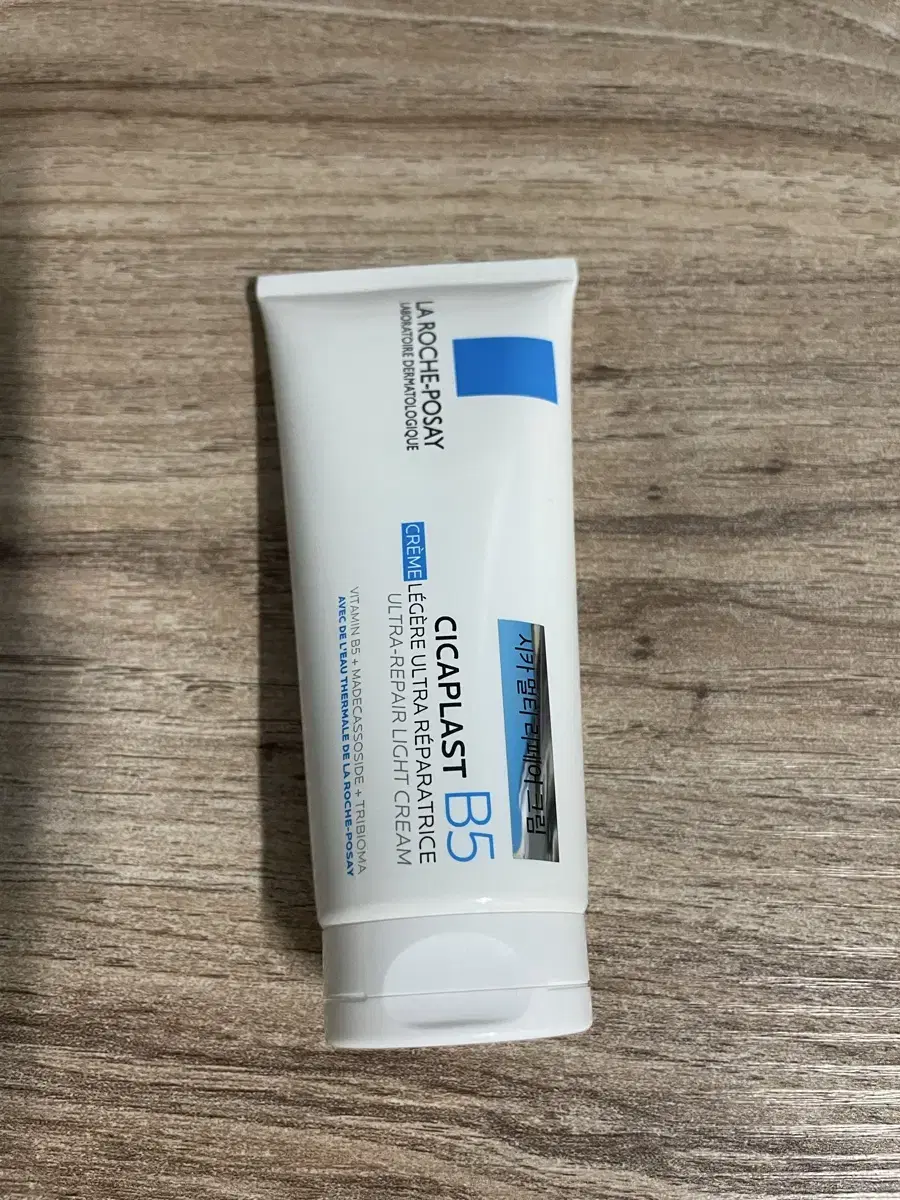 LA ROCHE-POSAY
LABORATOIRE DERMATOLOGIQUE
시카 멀티 리페어 크림
CICAPLAST B5
CRÈME LÉGÈRE ULTRA RÉPARATRICE
ULTRA-REPAIR LIGHT CREAM
VITAMIN B5 + MADECASSOSIDE + TRIBIOMA
AVEC DE L'EAU THERMALE DE LA ROCHE-POSAY